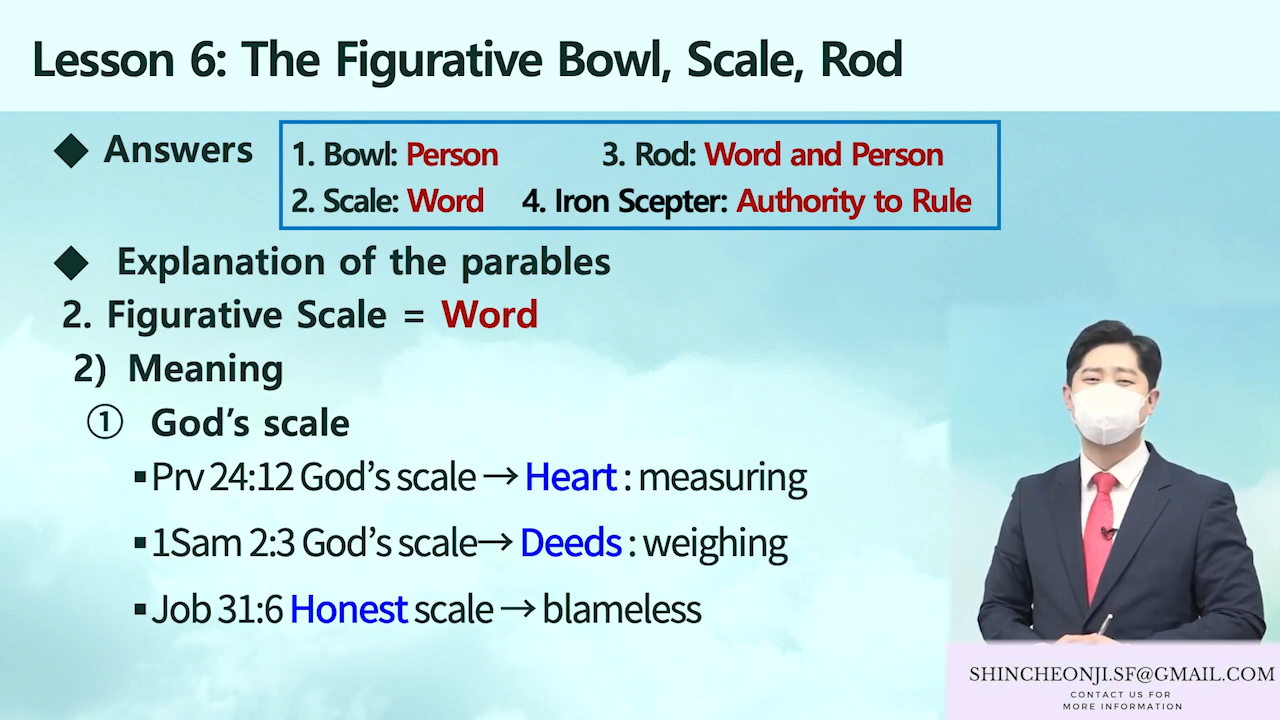 Lesson 6: The Figurative Bowl, Scale, Rod
◆ Answers
1. Bowl: Person 3. Rod: Word and Person
2. Scale: Word 4. Iron Scepter: Authority to Rule
◆ Explanation of the parables
2. Figurative Scale = Word
2) Meaning
① God's scale
▪Prv 24:12 God's scale → Heart : measuring
▪1Sam 2:3 God's scale→ Deeds : weighing
▪Job 31:6 Honest scale → blameless
SHINCHEONJI.SF@GMAIL.COM
CONTACT US FOR
MORE INFORMATION